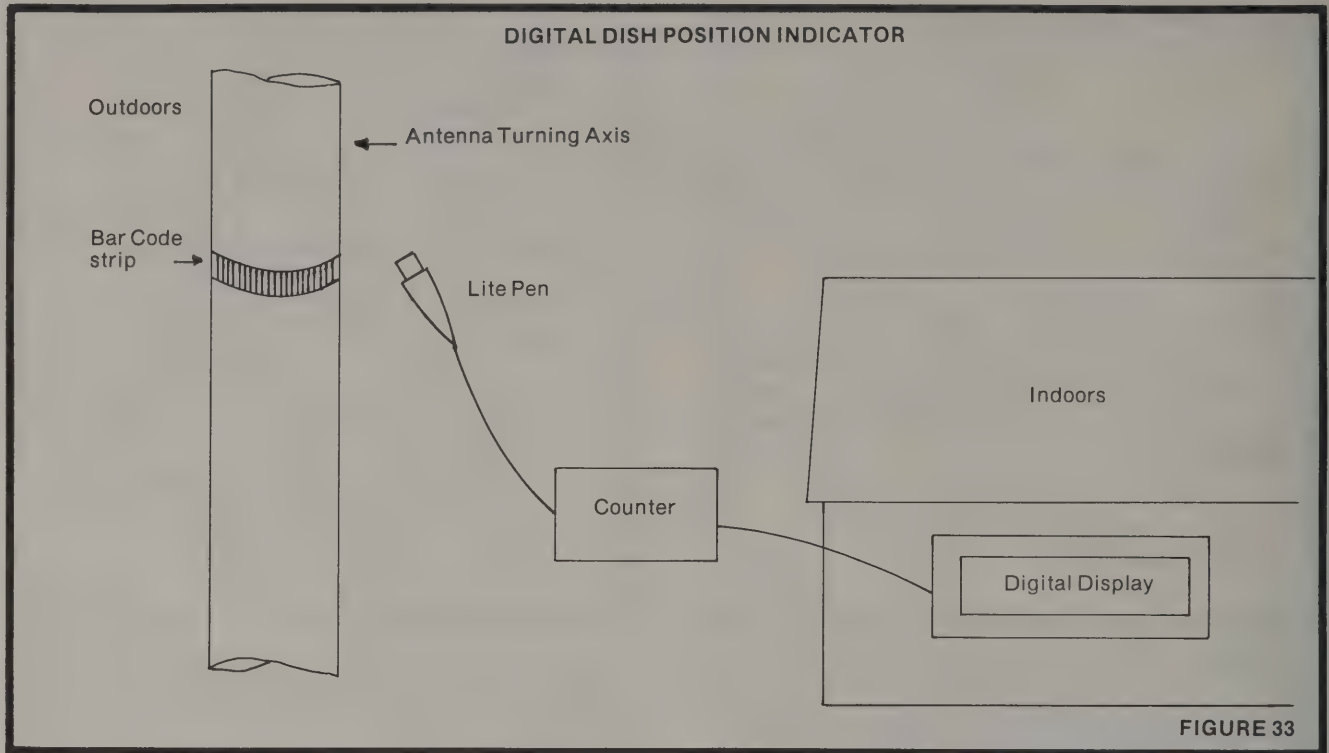 DIGITAL DISH POSITION INDICATOR
Outdoors
Antenna Turning Axis
Bar Code
strip
Lite Pen
Indoors
Counter
Digital Display
FIGURE 33